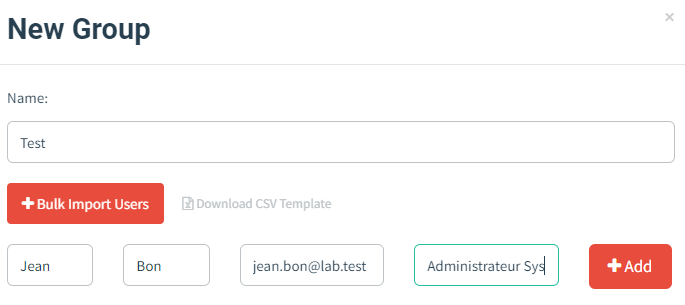 New Group
×
Name:
Test
Bulk Import Users Download CSV Template
Jean Bon jean.bon@lab.test Administrateur Sys Add